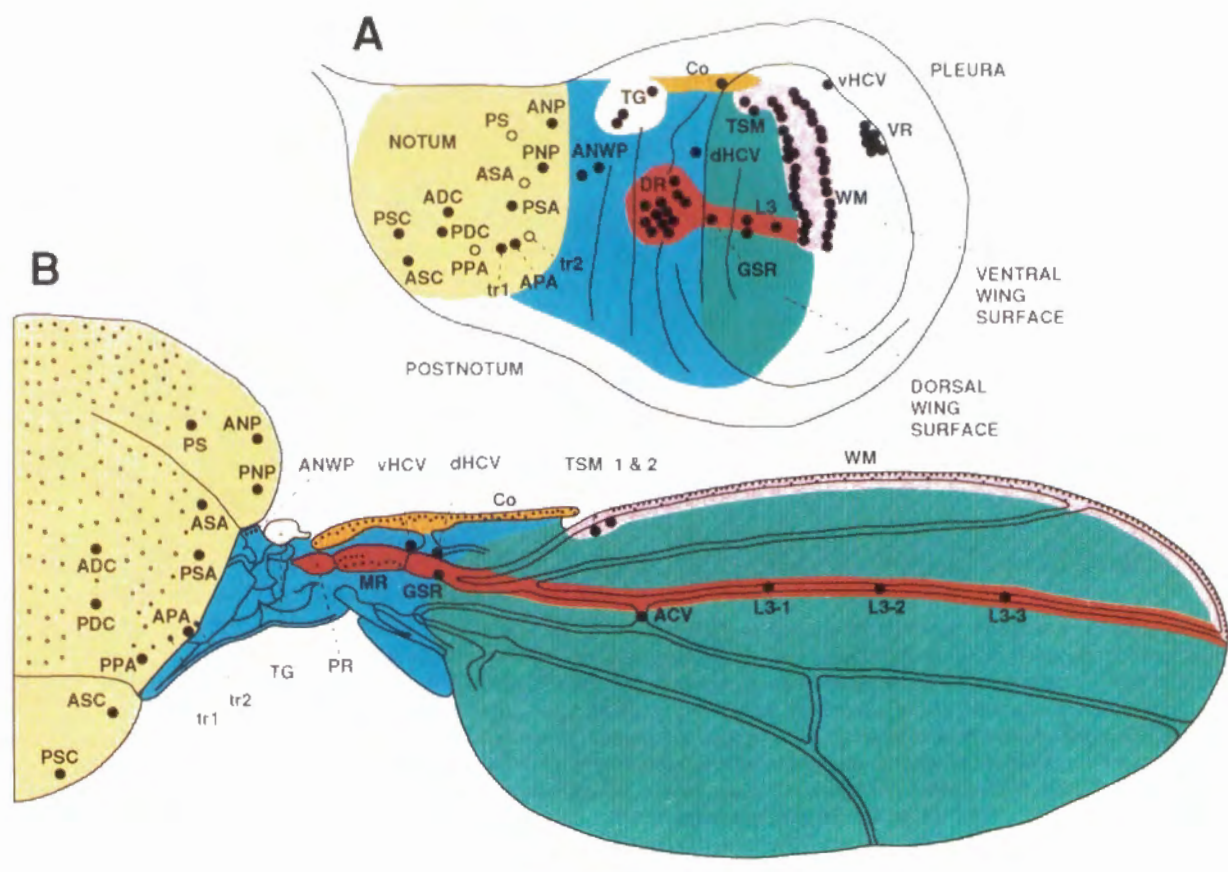 A
Co
vHCV
PLEURA
ANP
TG
PS
TSM
VR
NOTUM
PNP
ANWP
dHCV
ASA
DR
ADC
PSA
L3
WM
PSC
PDC
tr2
ASC
PPA
APA
GSR
tr1
B
VENTRAL
WING
SURFACE
POSTNOTUM
DORSAL
WING
SURFACE
ANP
PS
ANWP
vHCV
dHCV
TSM 1 & 2
WM
PNP
Co
ASA
ADC
PSA
MR
GSR
L3-1
L3-2
L3-3
PDC
APA
ACV
PPA
TG
PR
ASC
tr2
tr1
PSC